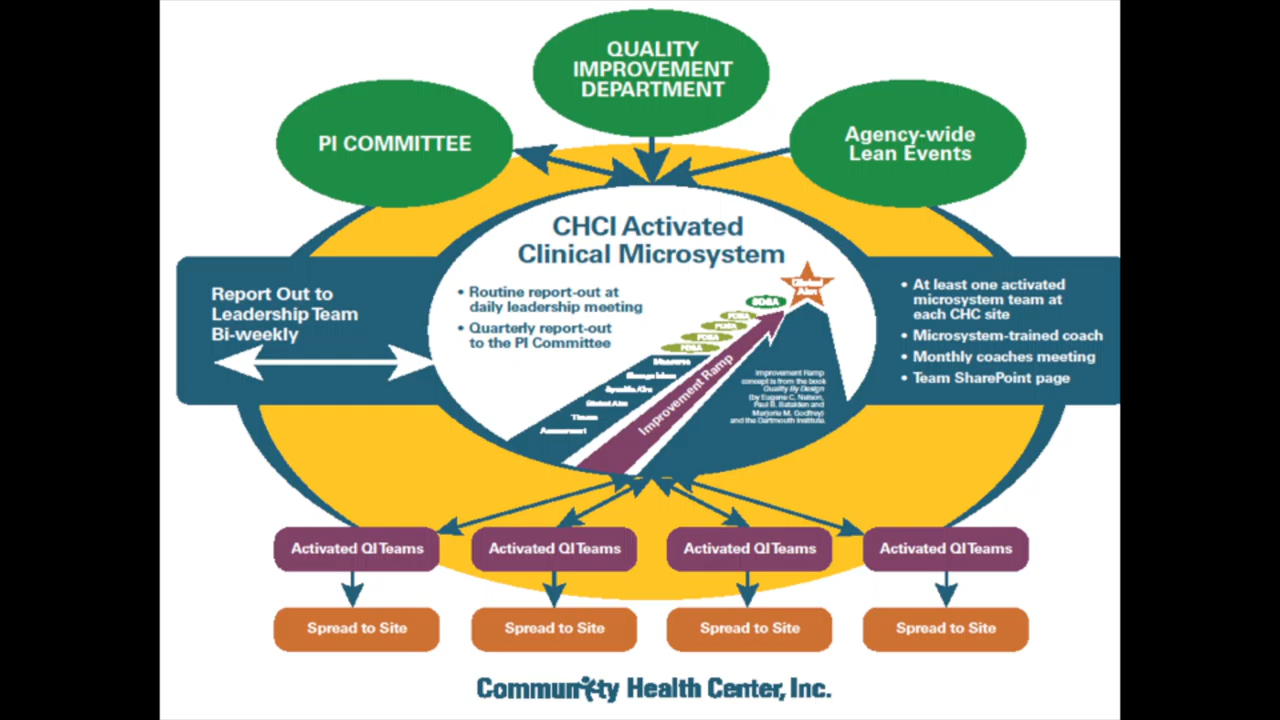 QUALITY
IMPROVEMENT
DEPARTMENT
PI COMMITTEE
Agency-wide
Lean Events
CHCI Activated
Clinical Microsystem
• Routine report-out at
daily leadership meeting
• Quarterly report-out
to the PI Committee
Report Out to
Leadership Team
Bi-weekly
• At least one activated
microsystem team at
each CHC site
• Microsystem-trained coach
• Monthly coaches meeting
• Team SharePoint page
Global
Aim
SDSA
PDSA
PDSA
PDSA
PDSA
Measures
Change Ideas
Specific Aim
Global Aim
Theme
Assessment
Improvement Ramp
Improvement Ramp
concept is from the book
Quality By Design
(by Eugene C. Nelson,
Paul B. Batalden and
Marjorie M. Godfrey)
and the Dartmouth Institute.
Activated QI Teams
Activated QI Teams
Activated QI Teams
Activated QI Teams
Spread to Site
Spread to Site
Spread to Site
Spread to Site
Community Health Center, Inc.